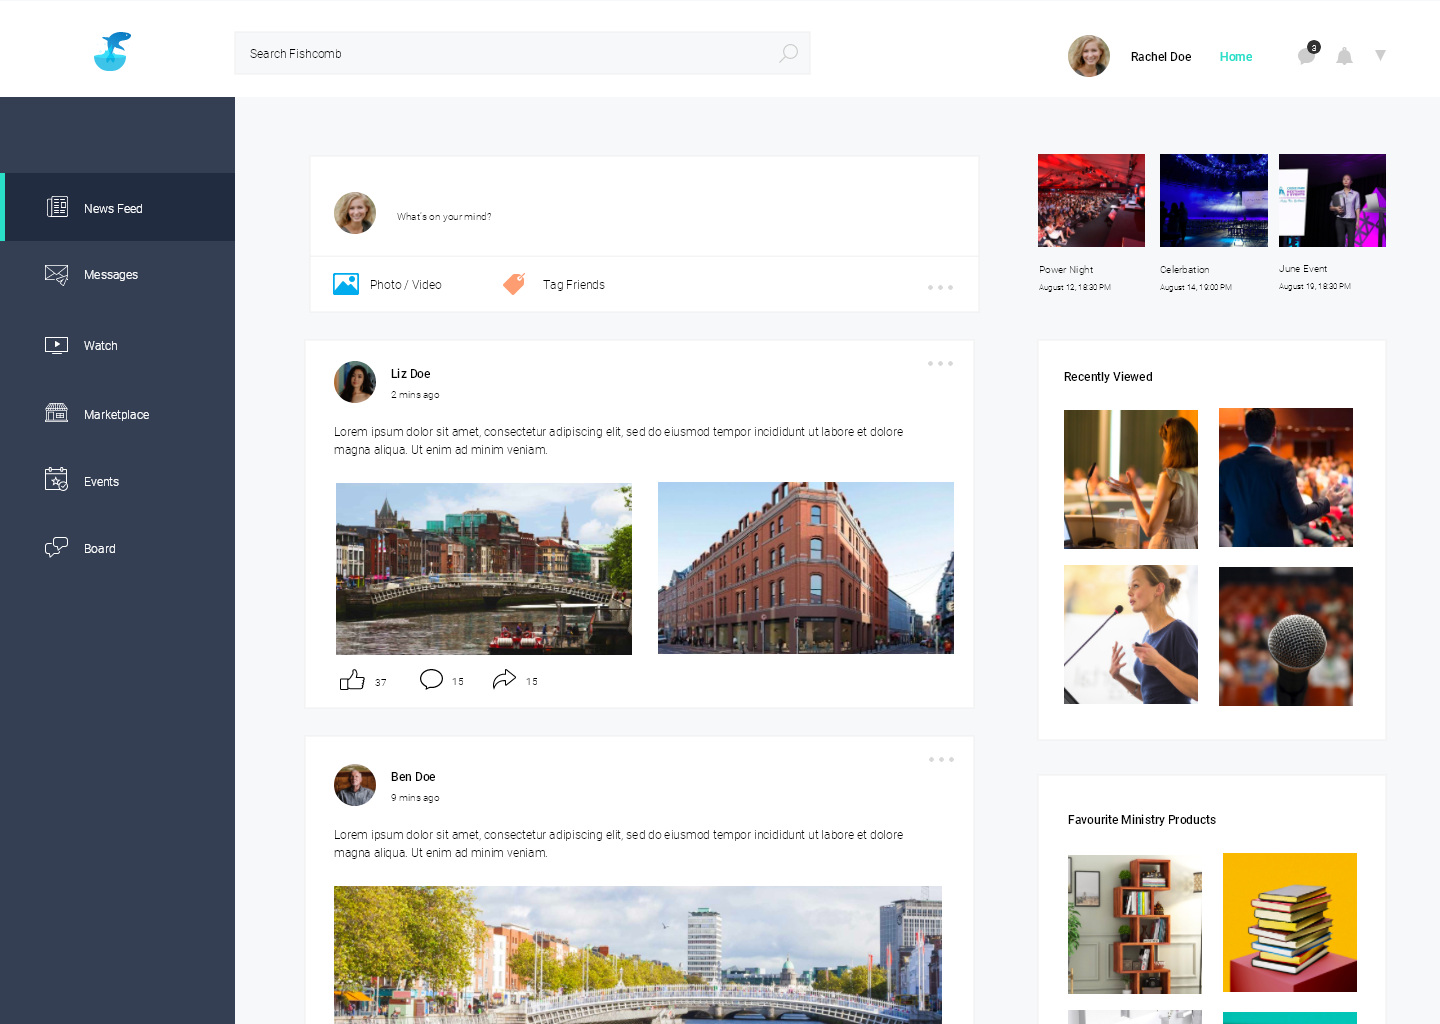 Search Fishcomb
Rachel Doe
Home
3
News Feed
Messages
Watch
Marketplace
Events
Board
What's on your mind?
Photo / Video
Tag Friends
Power Night
August 12, 18:30 PM
Celerbation
August 14, 19:00 PM
June Event
August 19, 18:30 PM
Liz Doe
2 mins ago
Lorem ipsum dolor sit amet, consectetur adipiscing elit, sed do eiusmod tempor incididunt ut labore et dolore
magna aliqua. Ut enim ad minim veniam.
37
15
15
Recently Viewed
Ben Doe
9 mins ago
Lorem ipsum dolor sit amet, consectetur adipiscing elit, sed do eiusmod tempor incididunt ut labore et dolore
magna aliqua. Ut enim ad minim veniam.
Favourite Ministry Products